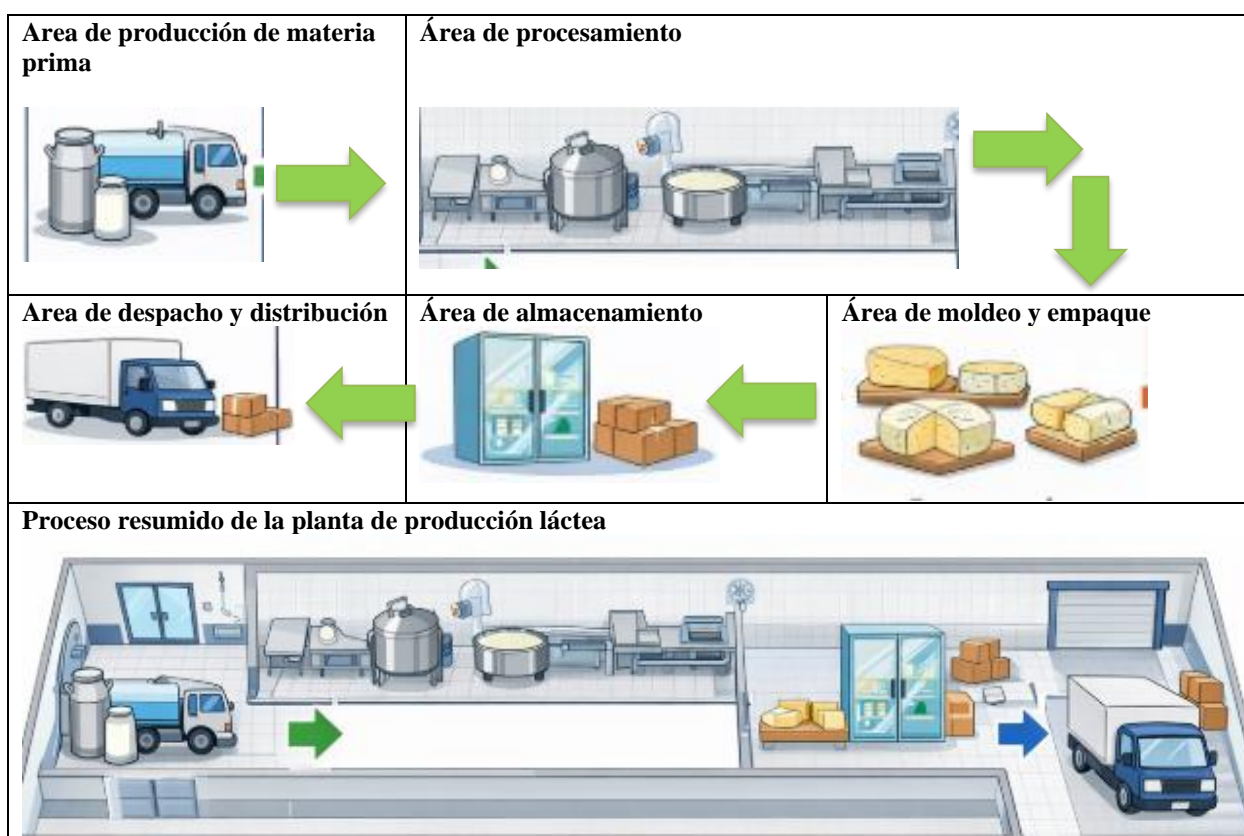 Area de producción de materia
prima
Área de procesamiento
Area de despacho y distribución
Área de almacenamiento
Área de moldeo y empaque
Proceso resumido de la planta de producción láctea